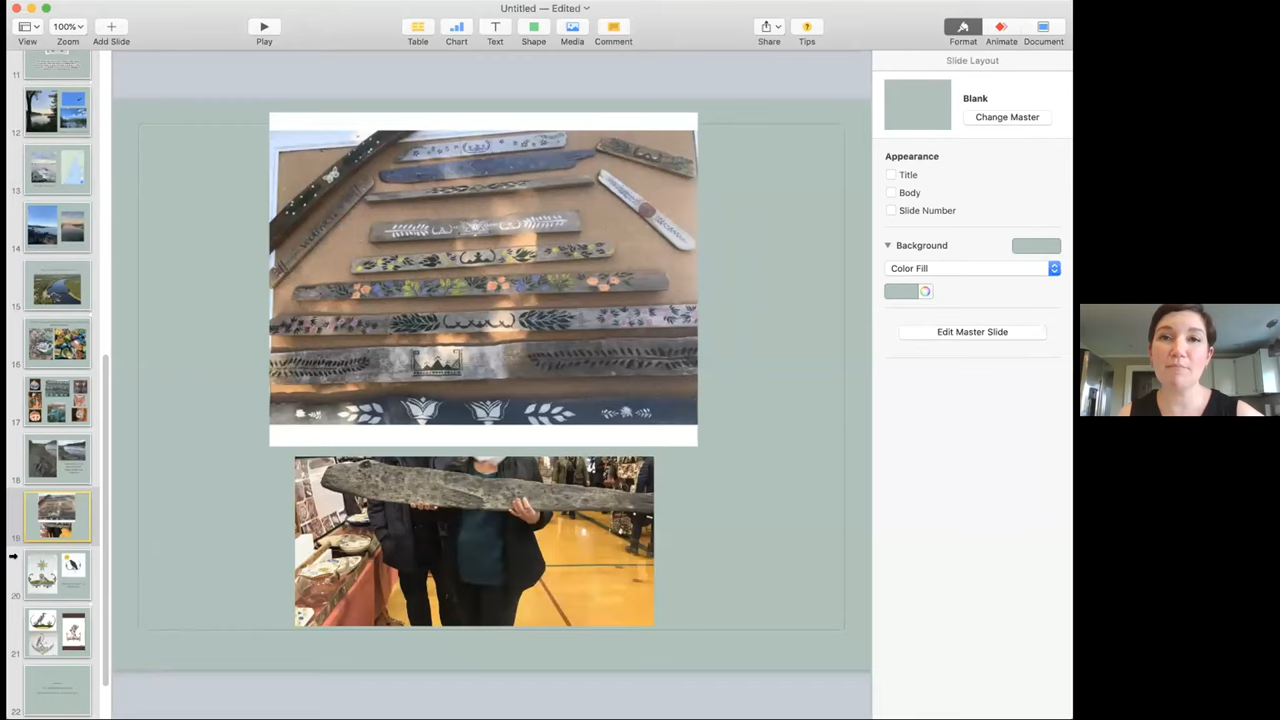 Untitled — Edited
100%
View
Zoom
Add Slide
Play
Table
Chart
Text
Shape
Media
Comment
Share
Tips
Format
Animate
Document
Slide Layout
Blank
Change Master
Appearance
Title
Body
Slide Number
Background
Color Fill
Edit Master Slide
11
12
13
14
15
16
17
18
19
20
21
22